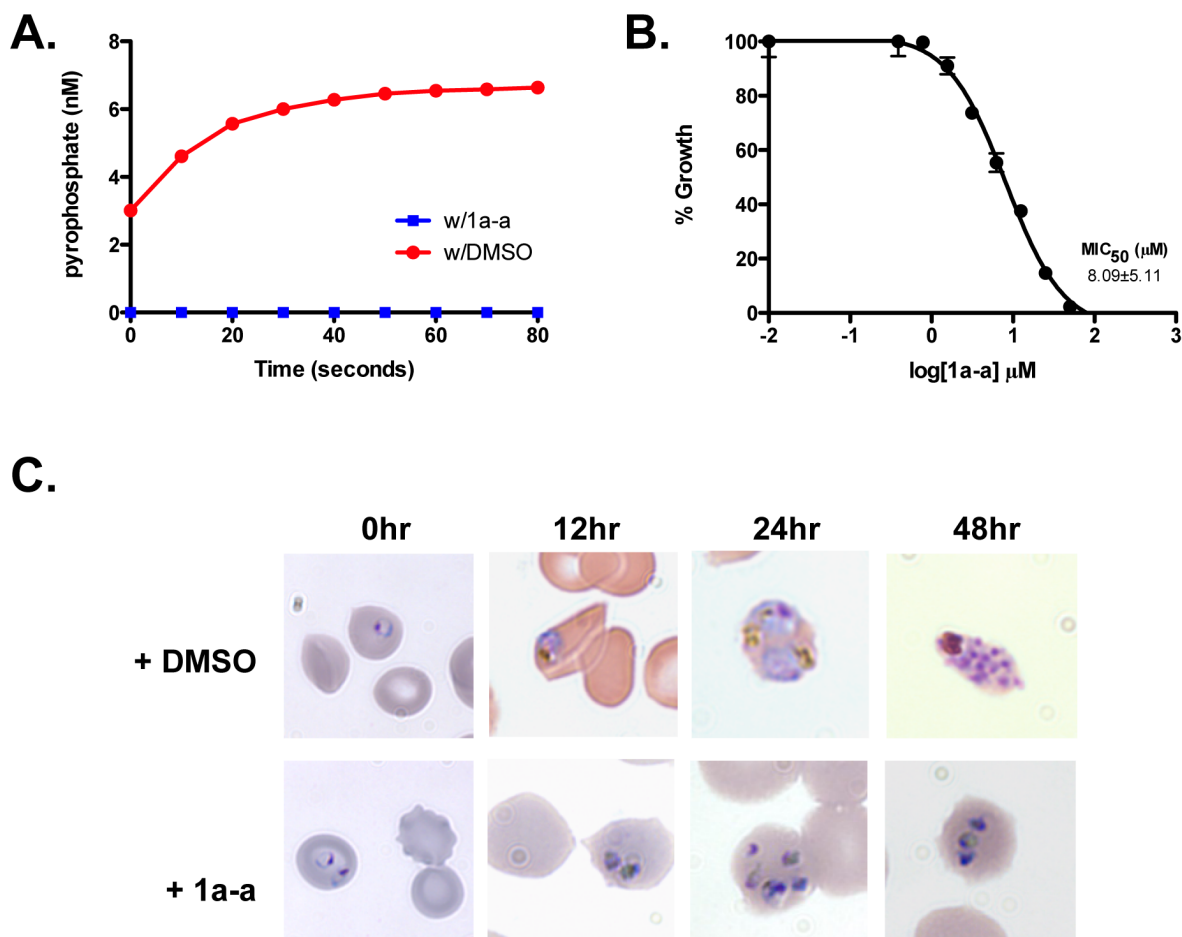 A.
8
6
4
2
0
pyrophosphate (nM)
0
20
40
60
80
Time (seconds)
w/1a-a
w/DMSO
B.
100
80
60
40
20
0
% Growth
-2
-1
0
1
2
3
log[1a-a] μM
MIC50 (μM)
8.09±5.11
C.
0hr 12hr 24hr 48hr
+ DMSO
+ 1a-a